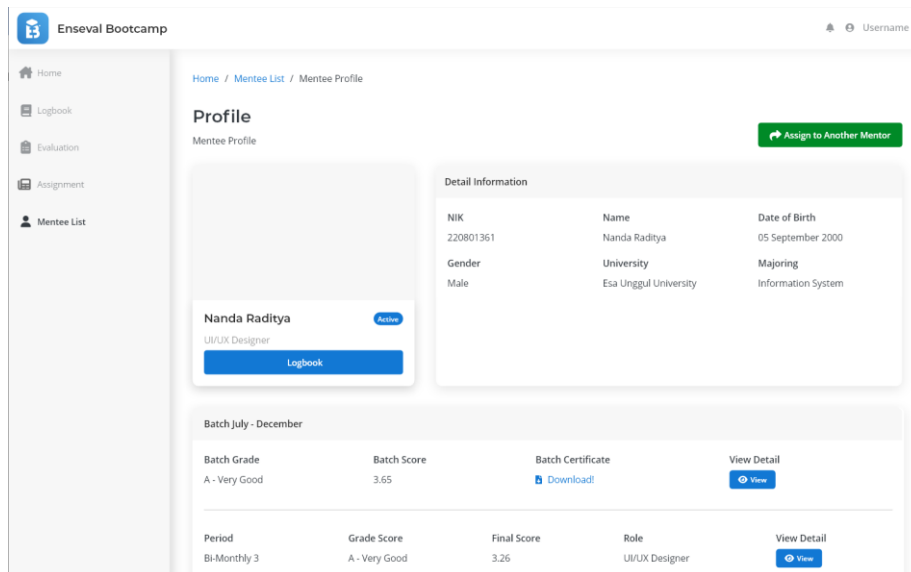 Enseval Bootcamp
Username
Home
Logbook
Evaluation
Assignment
Mentee List
Home / Mentee List / Mentee Profile
Profile
Mentee Profile
Assign to Another Mentor
Nanda Raditya
Active
UI/UX Designer
Logbook
Detail Information
NIK Name Date of Birth
220801361 Nanda Raditya 05 September 2000
Gender University Majoring
Male Esa Unggul University Information System
Batch July - December
Batch Grade Batch Score Batch Certificate View Detail
A - Very Good 3.65 Download! View
Period Grade Score Final Score Role View Detail
Bi-Monthly 3 A - Very Good 3.26 UI/UX Designer View